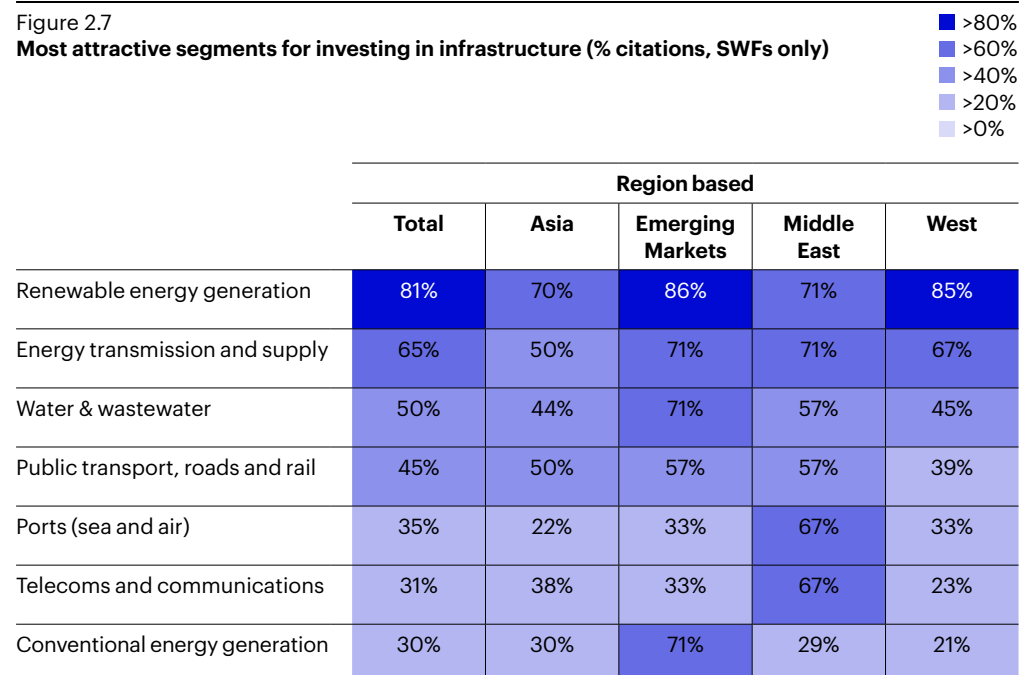 Figure 2.7
Most attractive segments for investing in infrastructure (% citations, SWFs only)
>80%
>60%
>40%
>20%
>0%
Region based
Total Asia Emerging Markets Middle East West
Renewable energy generation 81% 70% 86% 71% 85%
Energy transmission and supply 65% 50% 71% 71% 67%
Water & wastewater 50% 44% 71% 57% 45%
Public transport, roads and rail 45% 50% 57% 57% 39%
Ports (sea and air) 35% 22% 33% 67% 33%
Telecoms and communications 31% 38% 33% 67% 23%
Conventional energy generation 30% 30% 71% 29% 21%